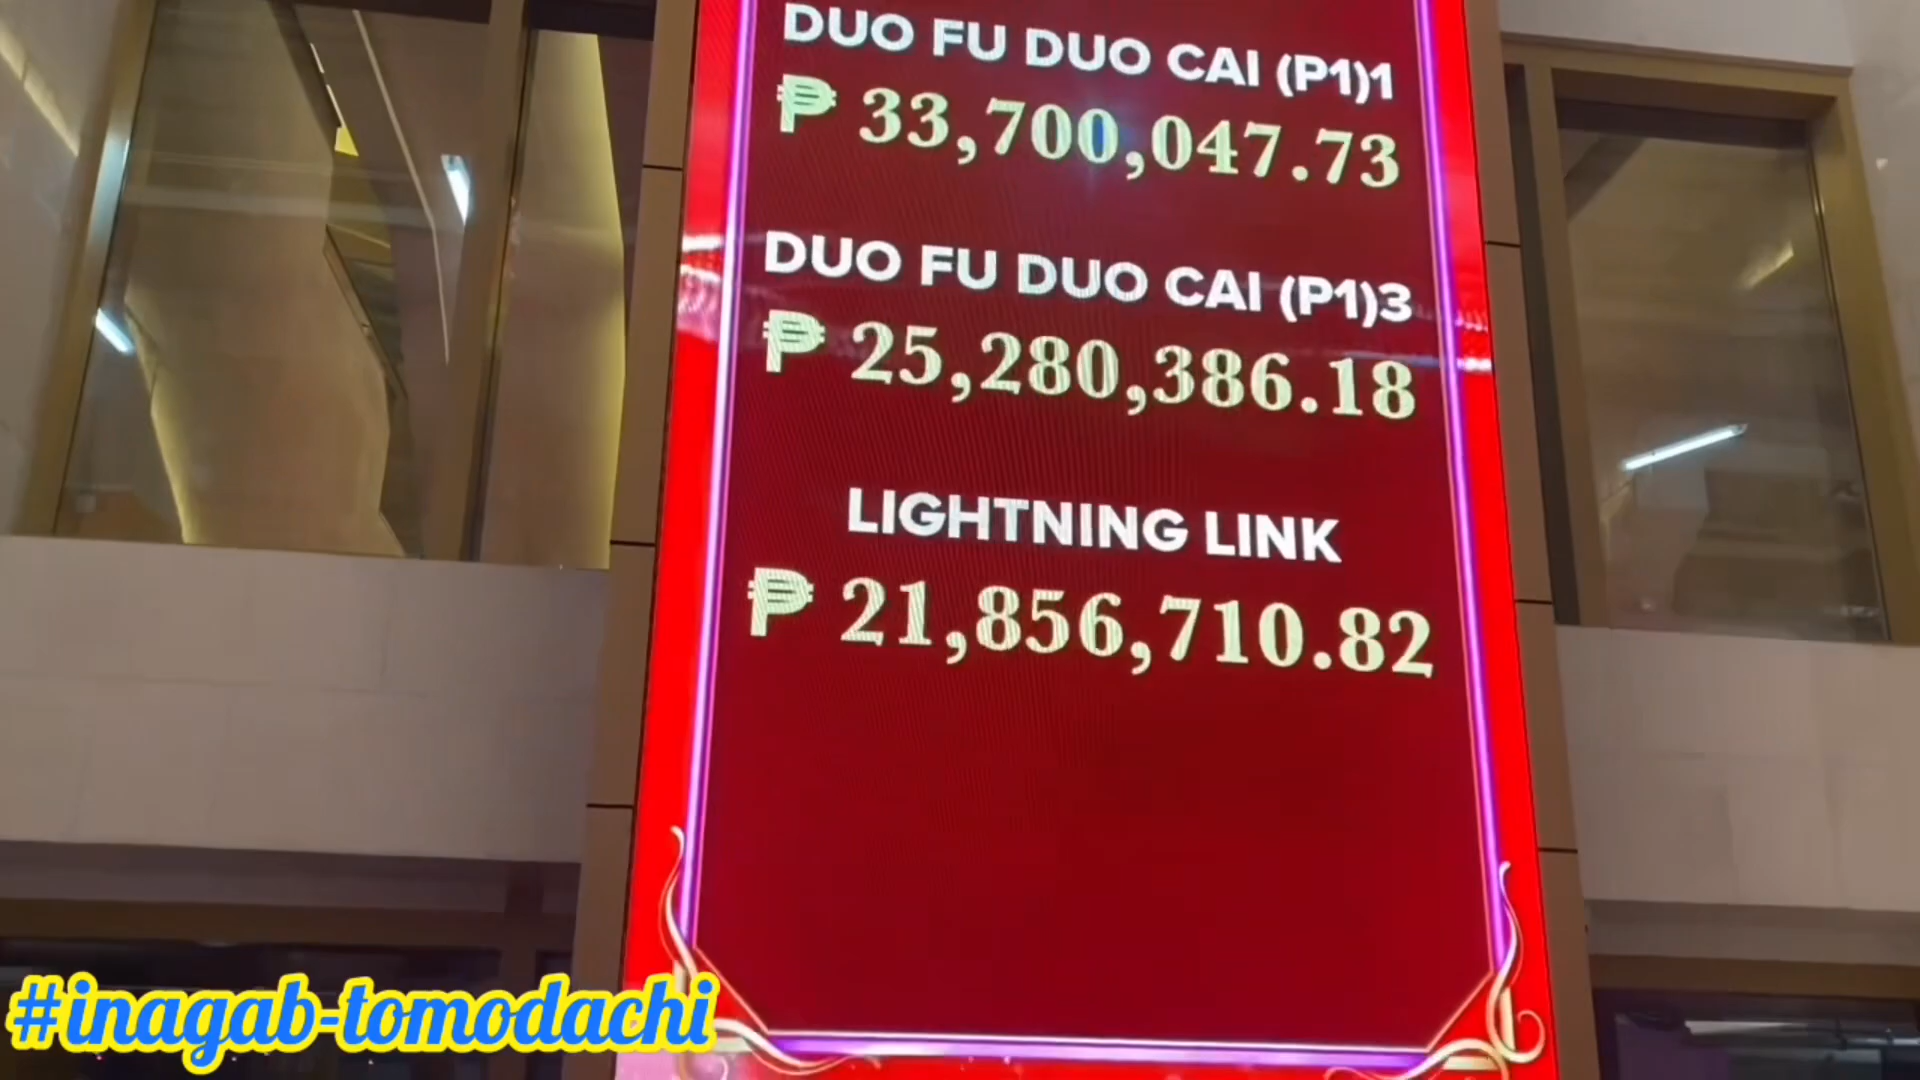 DUO FU DUO CAI (P1)1
₱ 33,700,047.73
DUO FU DUO CAI (P1)3
₱ 25,280,386.18
LIGHTNING LINK
₱ 21,856,710.82
#inagab-tomodachi